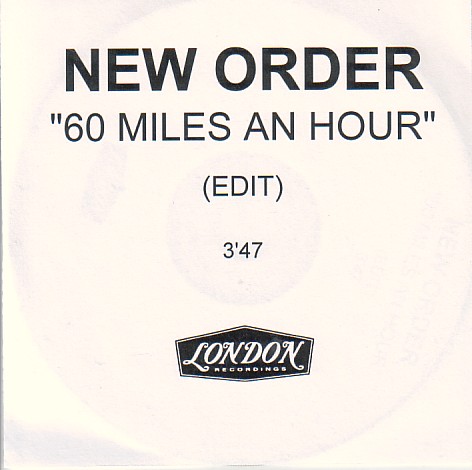 NEW ORDER
"60 MILES AN HOUR"
(EDIT)
3'47
LONDON
RECORDINGS